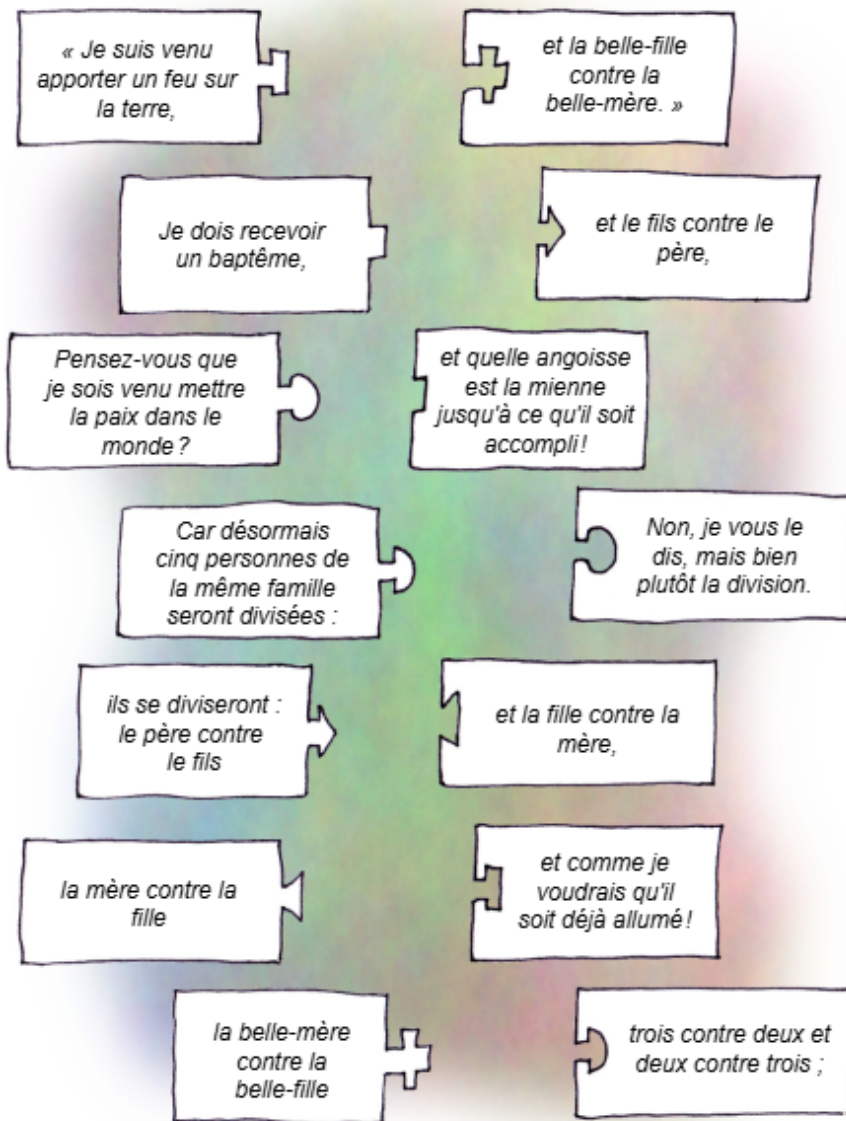 « Je suis venu
apporter un feu sur
la terre,
et la belle-fille
contre la
belle-mère. »
Je dois recevoir
un baptême,
et le fils contre le
père,
Pensez-vous que
je sois venu mettre
la paix dans le
monde ?
et quelle angoisse
est la mienne
jusqu'à ce qu'il soit
accompli !
Car désormais
cinq personnes de
la même famille
seront divisées :
Non, je vous le
dis, mais bien
plutôt la division.
ils se diviseront :
le père contre
le fils
et la fille contre la
mère,
la mère contre la
fille
et comme je
voudrais qu'il
soit déjà allumé !
la belle-mère
contre la
belle-fille
trois contre deux et
deux contre trois ;